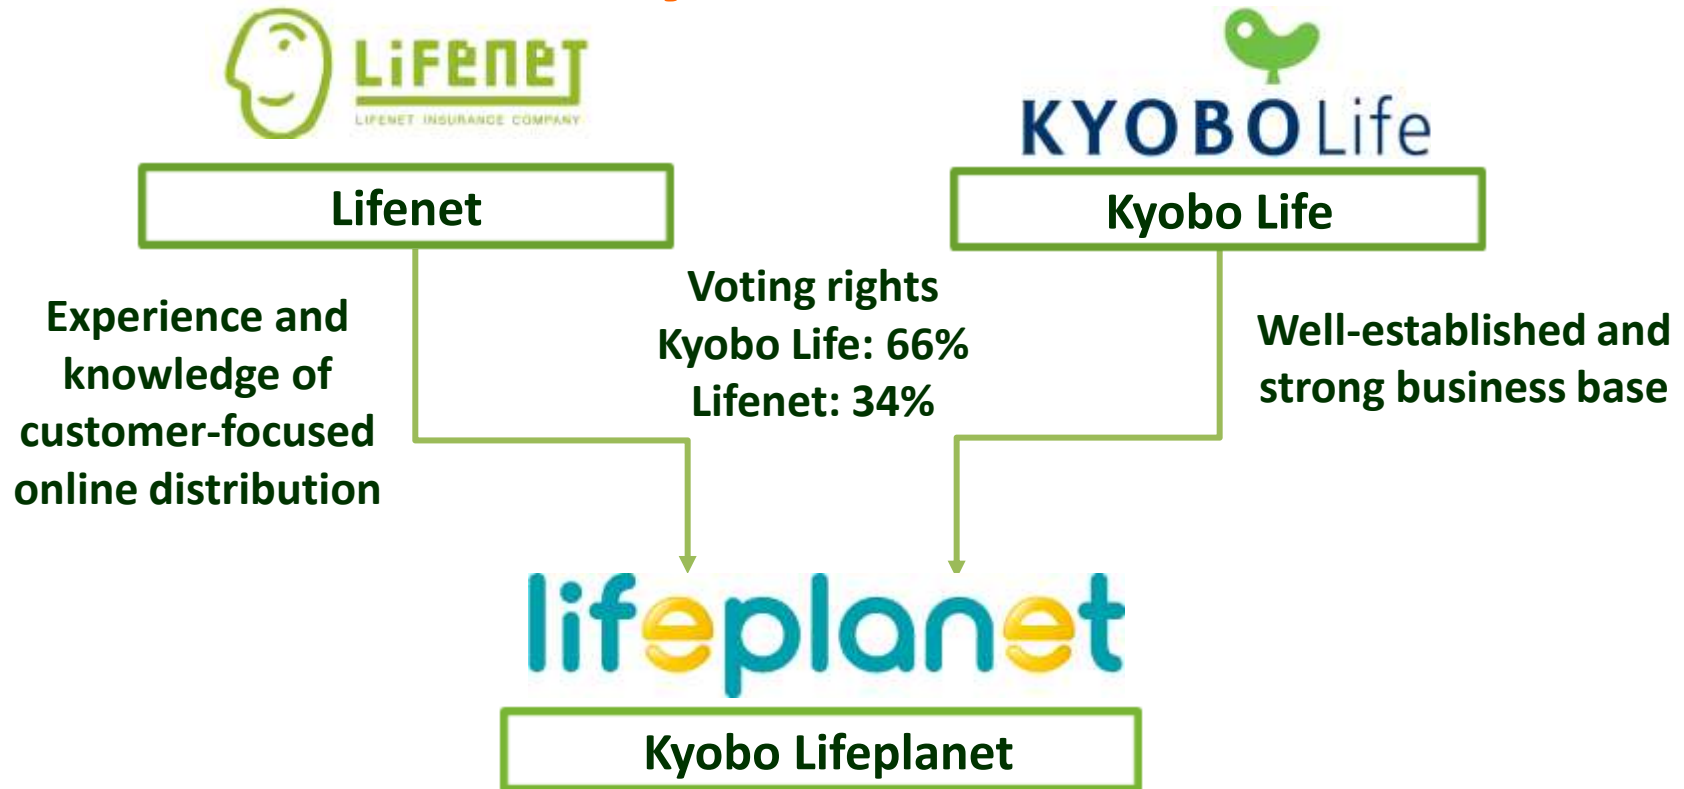 LiFENET
LIFENET INSURANCE COMPANY
KYOBO Life
Lifenet
Kyobo Life
Experience and
knowledge of
customer-focused
online distribution
Voting rights
Kyobo Life: 66%
Lifenet: 34%
Well-established and
strong business base
lifeplanet
Kyobo Lifeplanet